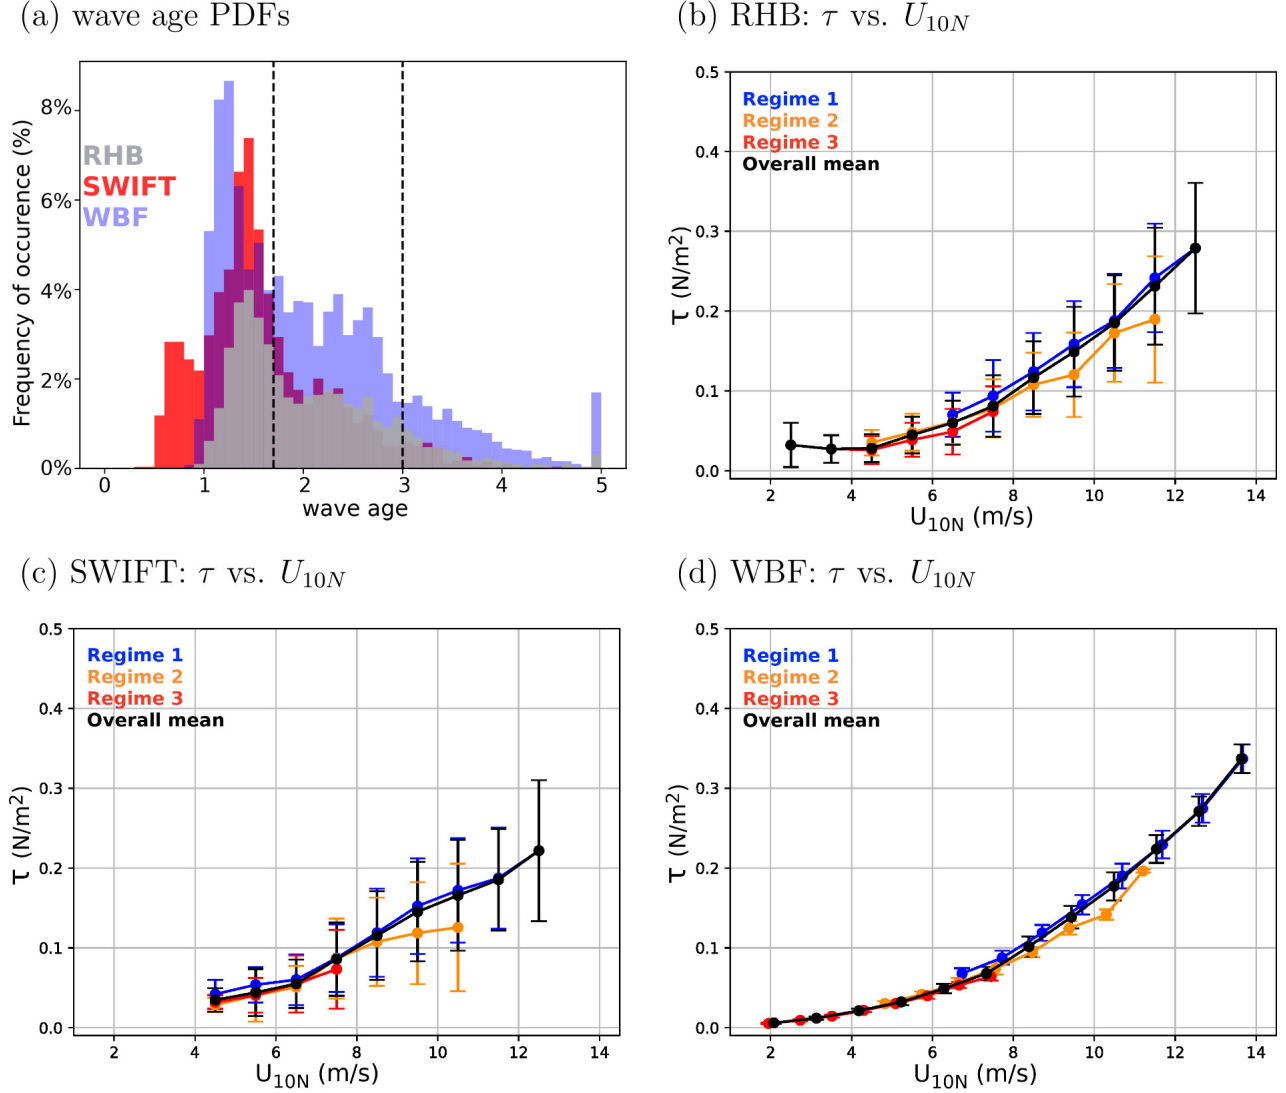 (a) wave age PDFs
8%
6%
4%
2%
0%
Frequency of occurence (%)
RHB
SWIFT
WBF
0 1 2 3 4 5
wave age
(b) RHB: τ vs. U10N
0.5
0.4
0.3
0.2
0.1
0.0
τ (N/m²)
Regime 1
Regime 2
Regime 3
Overall mean
2 4 6 8 10 12 14
U10N (m/s)
(c) SWIFT: τ vs. U10N
0.5
0.4
0.3
0.2
0.1
0.0
τ (N/m²)
Regime 1
Regime 2
Regime 3
Overall mean
2 4 6 8 10 12 14
U10N (m/s)
(d) WBF: τ vs. U10N
0.5
0.4
0.3
0.2
0.1
0.0
τ (N/m²)
Regime 1
Regime 2
Regime 3
Overall mean
2 4 6 8 10 12 14
U10N (m/s)